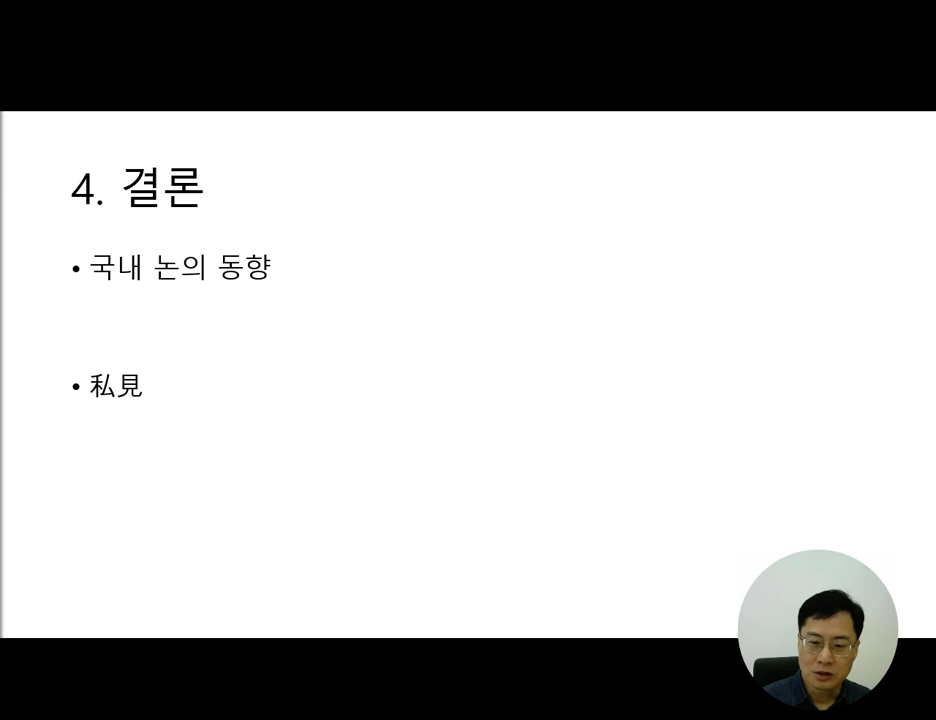 4. 결론
• 국내 논의 동향
• 私見